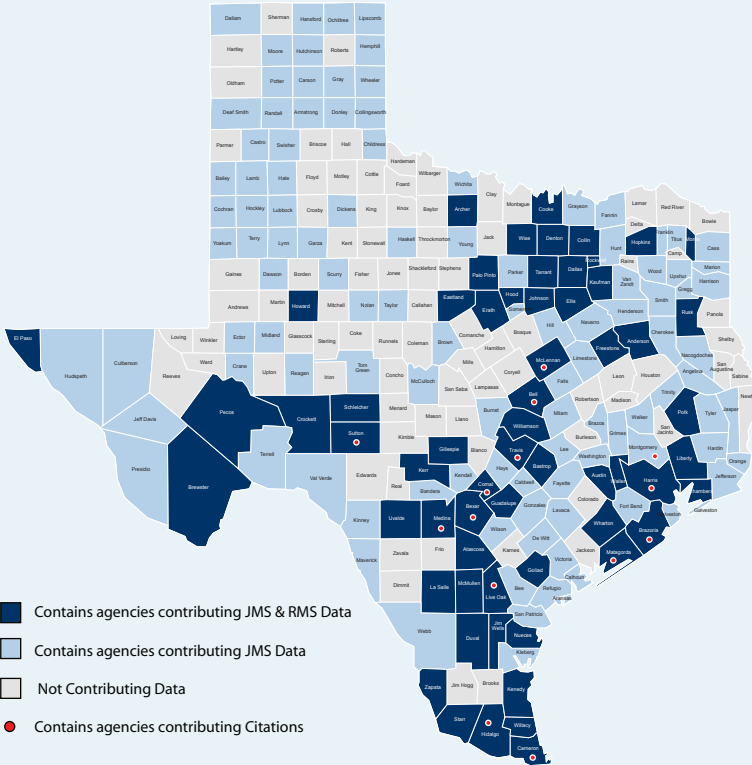 Dallam Sherman Hansford Ochiltree Lipscomb
Hartley Moore Hutchinson Roberts Hemphill
Oldham Potter Carson Gray Wheeler
Deaf Smith Randall Armstrong Donley Collingsworth
Parmer Castro Swisher Briscoe Hall Childress
Hardeman
Bailey Lamb Hale Floyd Motley Cottle Foard Wilbarger Wichita
Clay Montague Cooke Grayson Fannin Lamar Red River Bowie
Cochran Hockley Lubbock Crosby Dickens King Knox Baylor Archer
Delta Franklin Titus Morris Cass
Yoakum Terry Lynn Garza Kent Stonewall Haskell Throckmorton Young Jack Wise Denton Collin Hunt Hopkins Camp
Rockwall Rains Wood Upshur Marion
Gaines Dawson Borden Scurry Fisher Jones Shackelford Stephens Palo Pinto Parker Tarrant Dallas Kaufman Van Zandt Gregg Harrison
Andrews Martin Howard Mitchell Nolan Taylor Callahan Eastland Erath Hood Johnson Ellis Henderson Smith Rusk Panola
El Paso Hudspeth Culberson Loving Winkler Ector Midland Glasscock Sterling Coke Runnels Coleman Brown Comanche Bosque Hill Navarro Anderson Cherokee Shelby
Reeves Ward Crane Upton Reagan Irion Tom Green Concho McCulloch Mills Hamilton McLennan Limestone Freestone Nacogdoches San Augustine Sabine
San Saba Lampasas Coryell Falls Leon Houston Angelina
Jeff Davis Pecos Crockett Schleicher Menard Mason Llano Burnet Bell Milam Robertson Madison Trinity Polk Tyler Jasper
Presidio Brewster Terrell Sutton Kimble Gillespie Blanco Travis Williamson Lee Burleson Brazos Grimes Walker San Jacinto Hardin
Val Verde Edwards Kerr Kendall Hays Bastrop Washington Montgomery Liberty Orange Jefferson
Real Bandera Comal Caldwell Fayette Austin Waller Harris Chambers
Kinney Uvalde Medina Bexar Guadalupe Gonzales Lavaca Colorado Fort Bend Galveston
Maverick Zavala Frio Atascosa Wilson Karnes De Witt Wharton Brazoria
Dimmit La Salle McMullen Live Oak Bee Goliad Victoria Jackson Matagorda
Refugio Calhoun Aransas
Webb Duval Jim Wells San Patricio Nueces
Kleberg
Zapata Jim Hogg Brooks Kenedy
Starr Hidalgo Willacy
Cameron
Contains agencies contributing JMS & RMS Data
Contains agencies contributing JMS Data
Not Contributing Data
Contains agencies contributing Citations